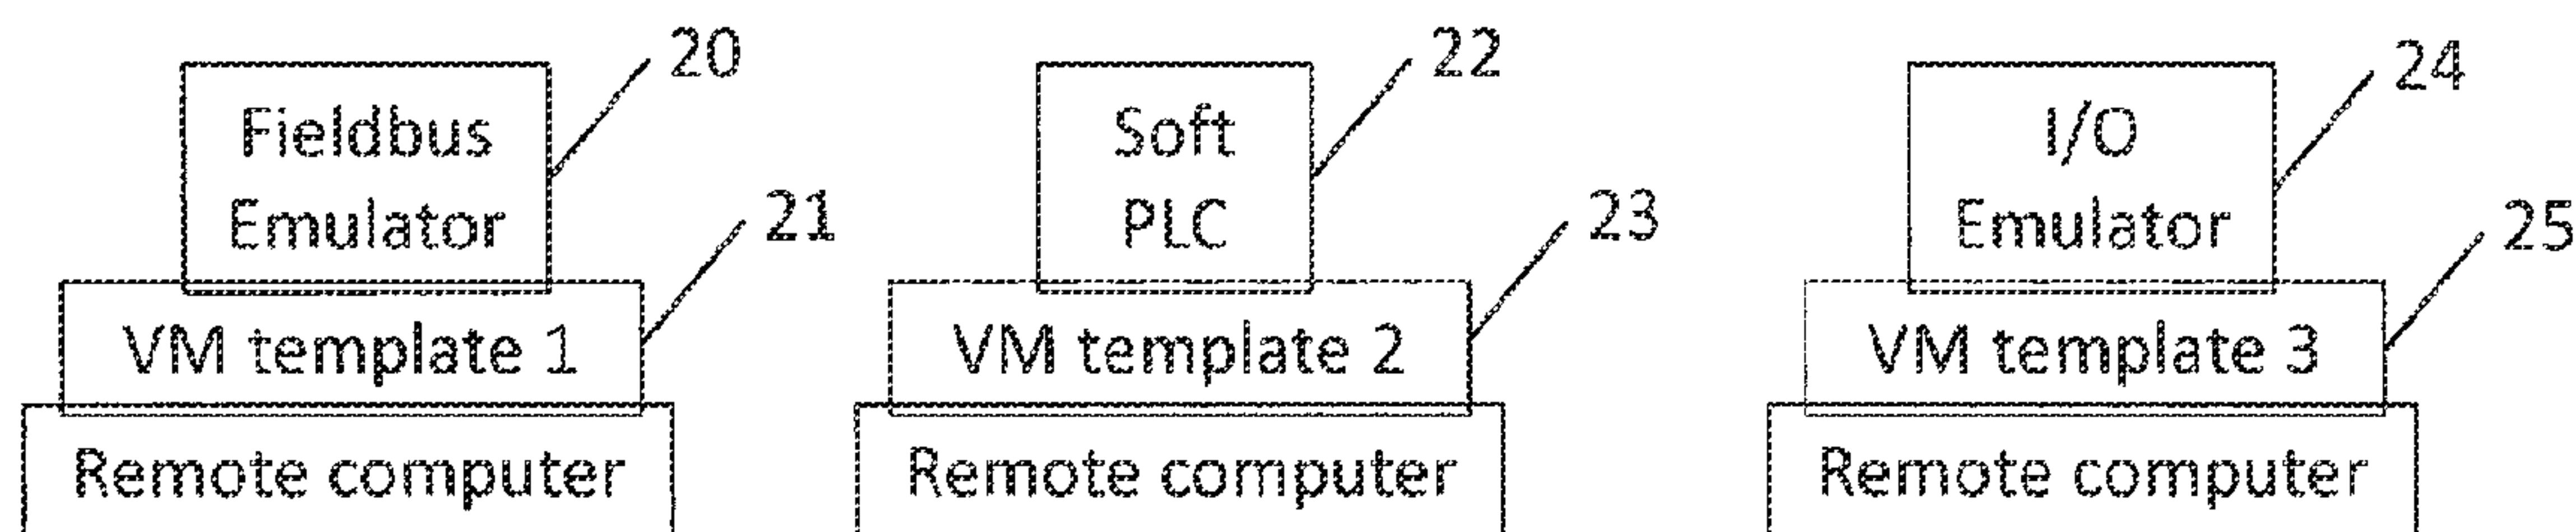 20
Fieldbus
Emulator
21
VM template 1
Remote computer
22
Soft
PLC
23
VM template 2
Remote computer
24
I/O
Emulator
25
VM template 3
Remote computer